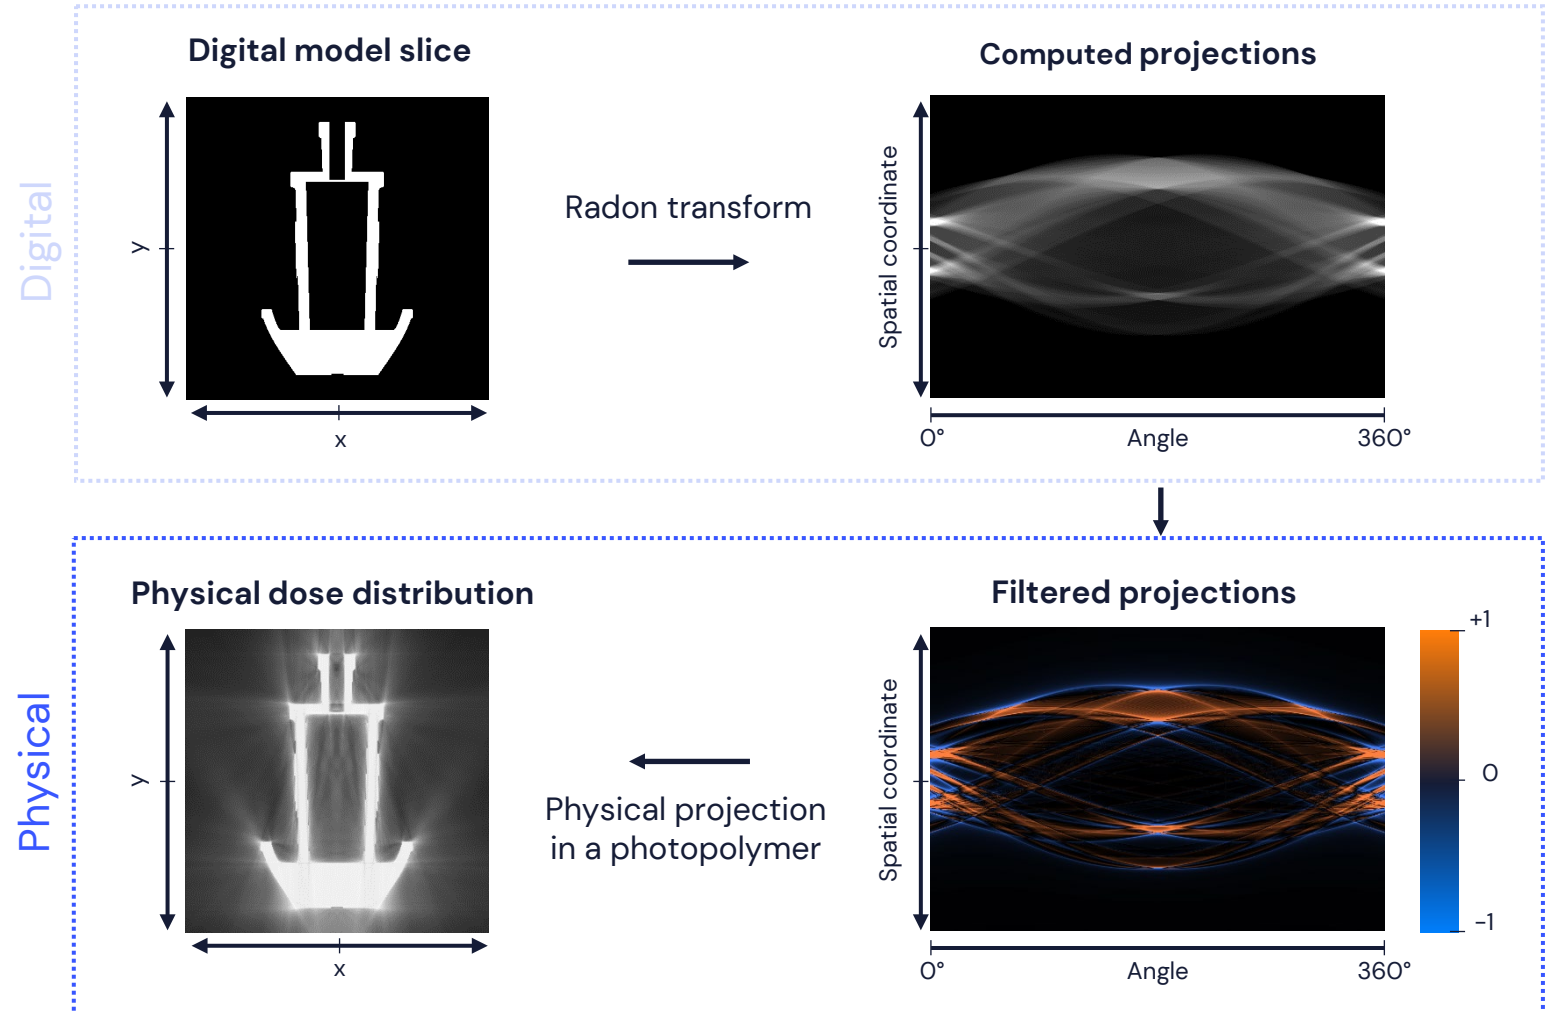 Digital
Digital model slice
y
x
Radon transform
Computed projections
Spatial coordinate
0°
Angle
360°
Physical
Physical dose distribution
y
x
Physical projection
in a photopolymer
Filtered projections
Spatial coordinate
0°
Angle
360°
+1
0
-1